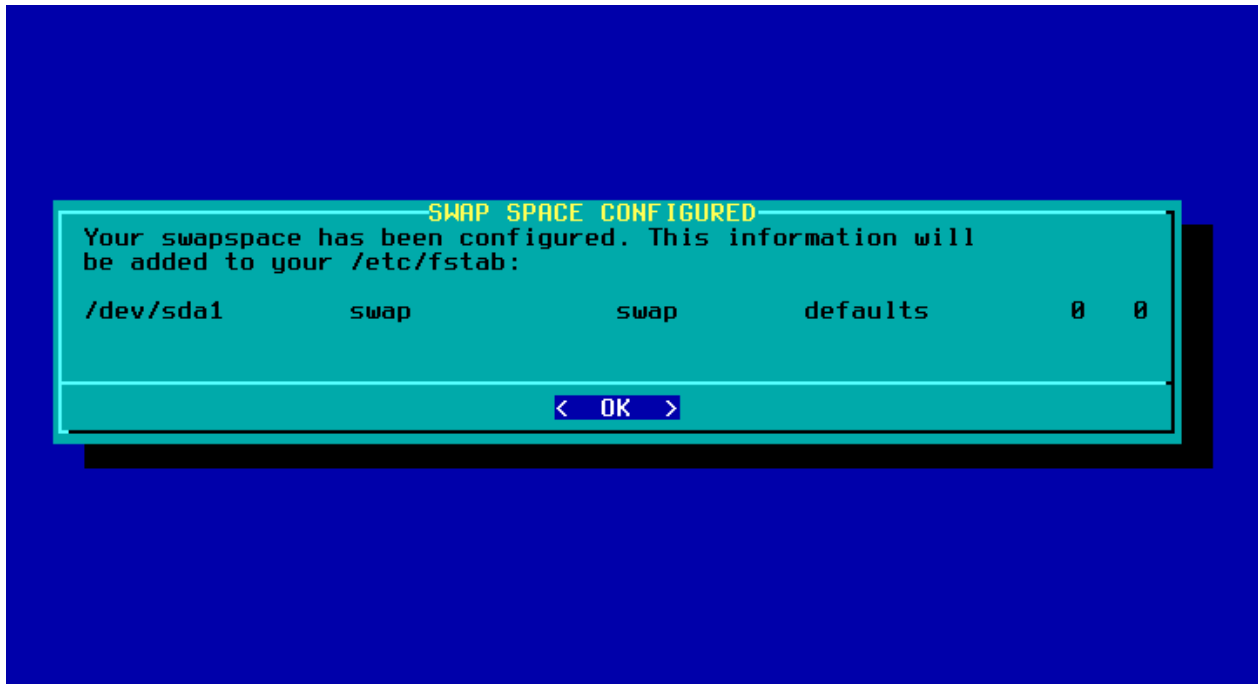 SWAP SPACE CONFIGURED
Your swapspace has been configured. This information will
be added to your /etc/fstab:
/dev/sda1 swap swap defaults 0 0
< OK >